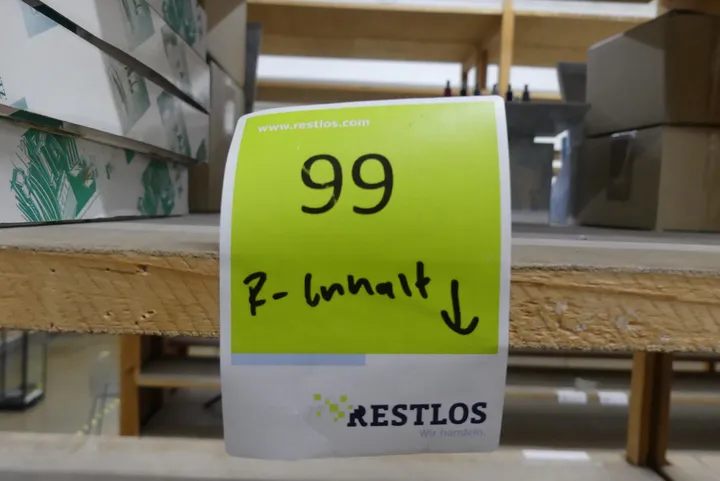 www.restlos.com
99
R-Inhalt ↓
RESTLOS
Wir handeln.